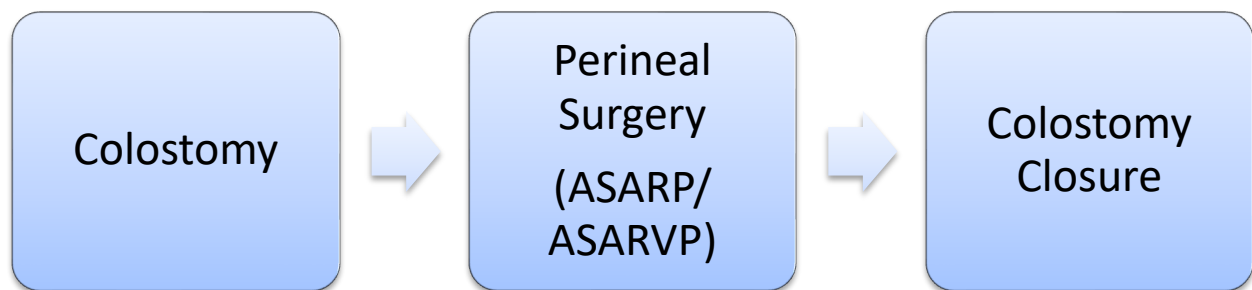 Colostomy
Perineal
Surgery
(ASARP/
ASARVP)
Colostomy
Closure